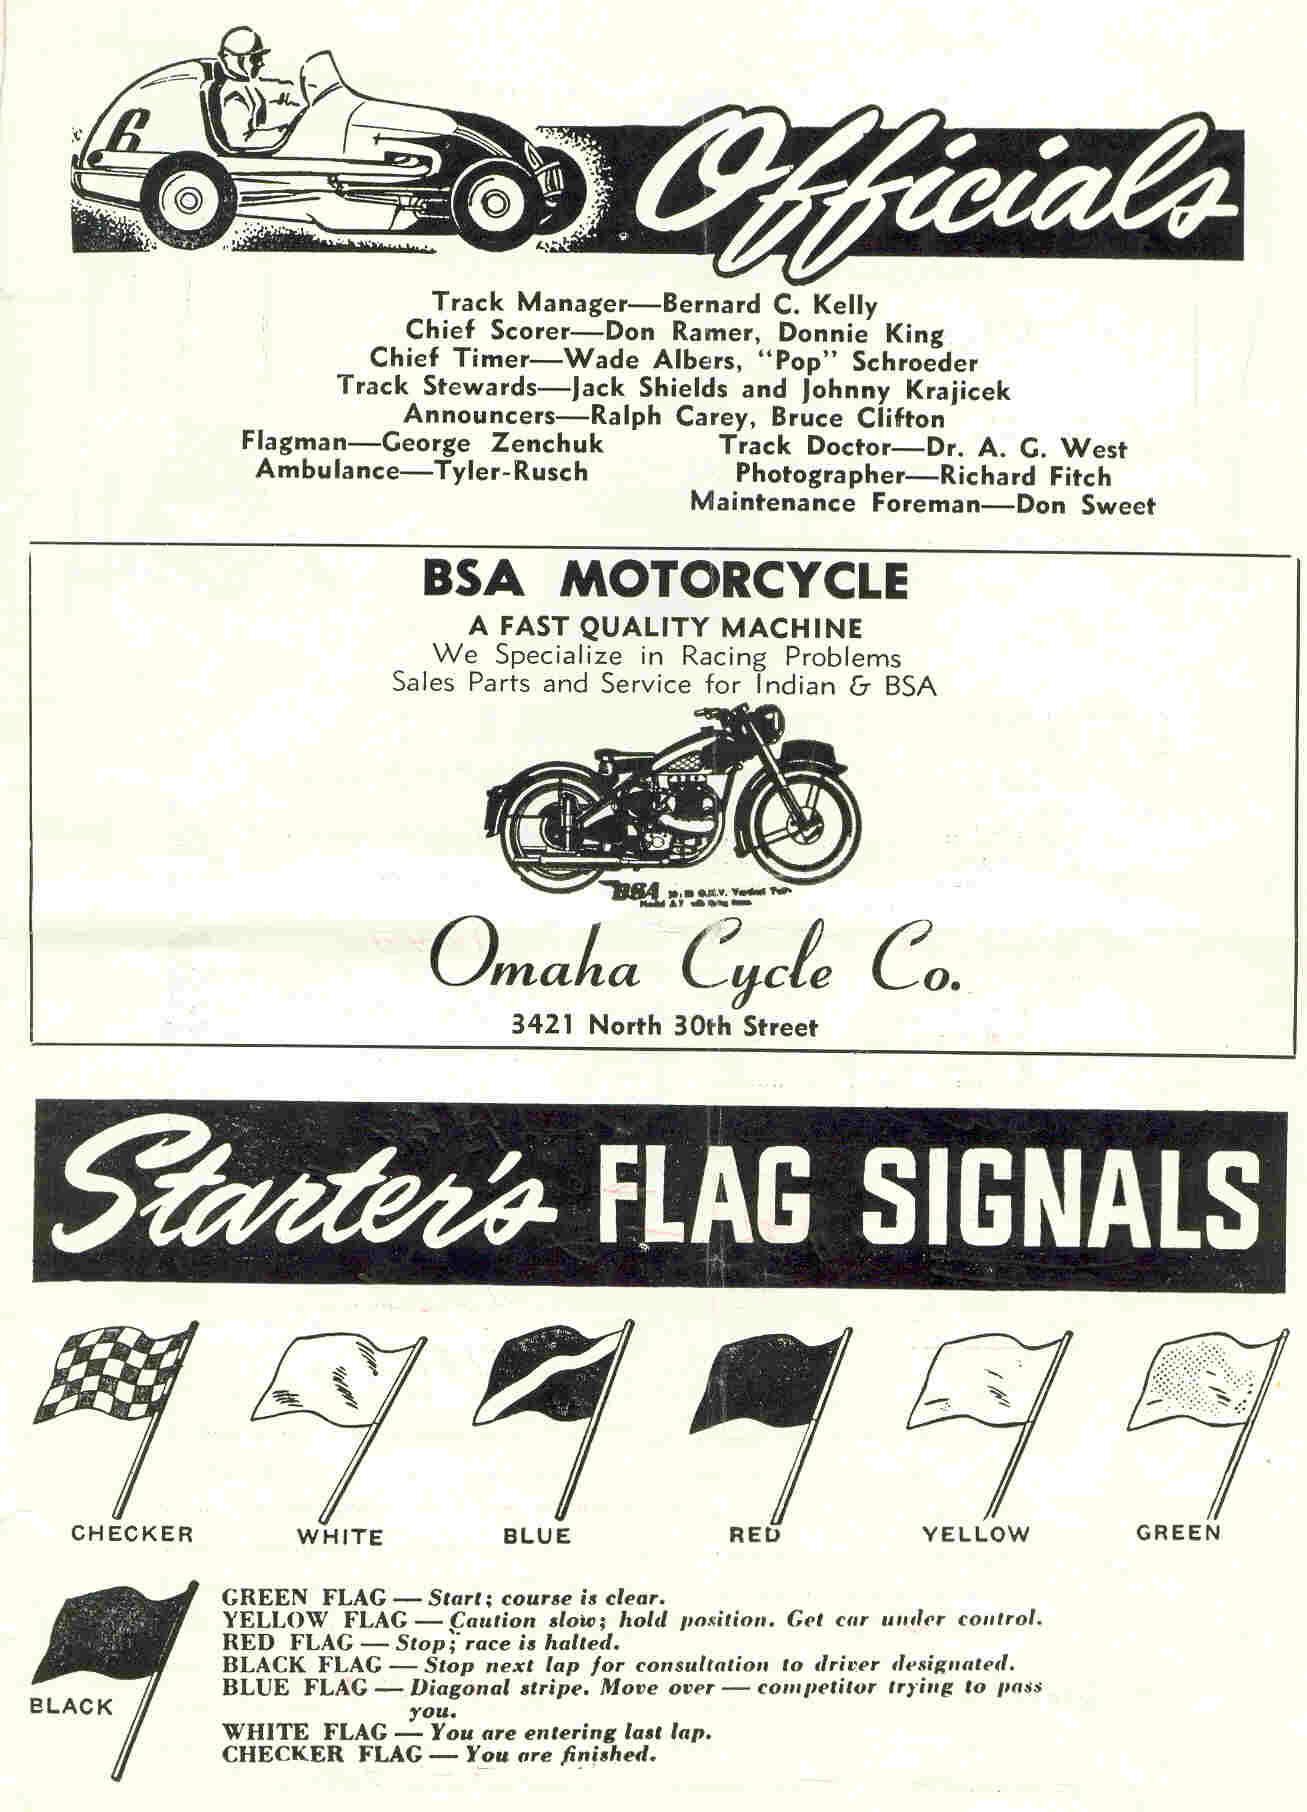 6
Officials
Track Manager—Bernard C. Kelly
Chief Scorer—Don Ramer, Donnie King
Chief Timer—Wade Albers, "Pop" Schroeder
Track Stewards—Jack Shields and Johnny Krajicek
Announcers—Ralph Carey, Bruce Clifton
Flagman—George Zenchuk
Ambulance—Tyler-Rusch
Track Doctor—Dr. A. G. West
Photographer—Richard Fitch
Maintenance Foreman—Don Sweet
BSA MOTORCYCLE
A FAST QUALITY MACHINE
We Specialize in Racing Problems
Sales Parts and Service for Indian & BSA
BSA O.H.V. Vertical Twin
Model A 7 with
Omaha Cycle Co.
3421 North 30th Street
Starter's FLAG SIGNALS
CHECKER WHITE BLUE RED YELLOW GREEN
BLACK
GREEN FLAG — Start; course is clear.
YELLOW FLAG — Caution slow; hold position. Get car under control.
RED FLAG — Stop; race is halted.
BLACK FLAG — Stop next lap for consultation to driver designated.
BLUE FLAG — Diagonal stripe. Move over — competitor trying to pass
you.
WHITE FLAG — You are entering last lap.
CHECKER FLAG — You are finished.